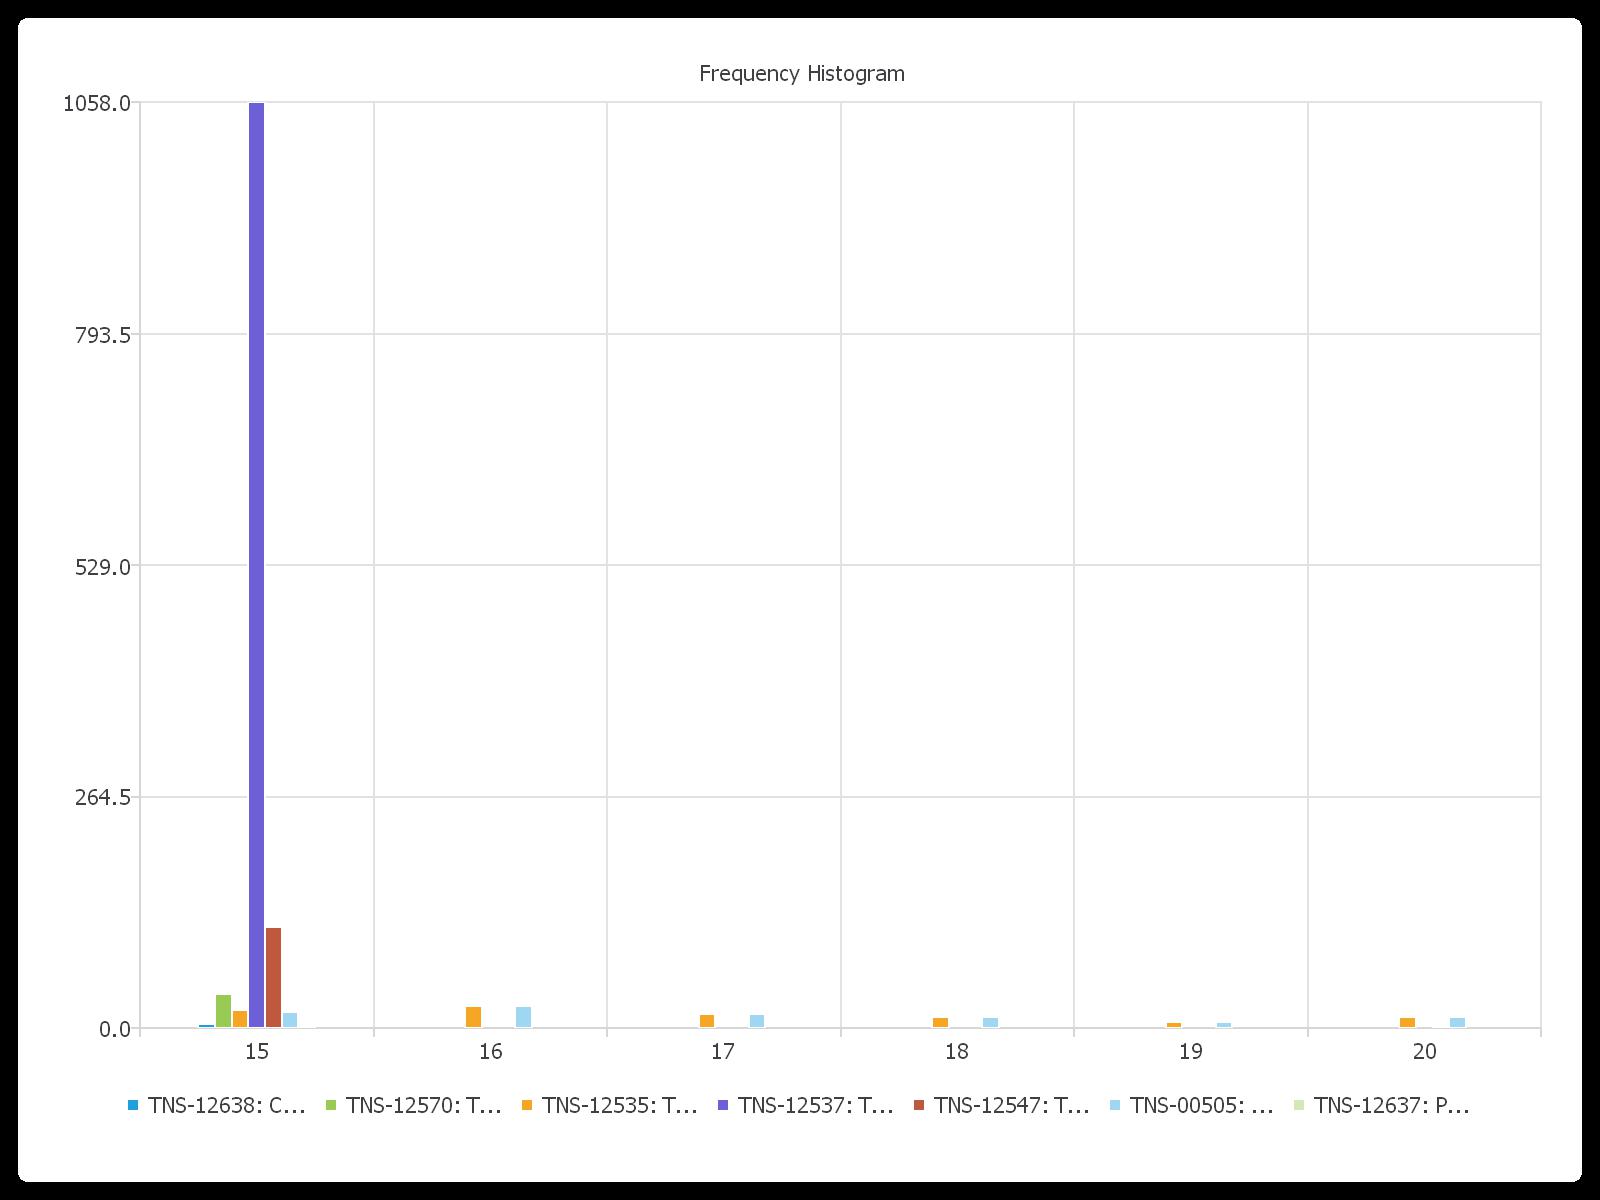 Frequency Histogram
1058.0
793.5
529.0
264.5
0.0
15 16 17 18 19 20
TNS-12638: C... TNS-12570: T... TNS-12535: T... TNS-12537: T... TNS-12547: T... TNS-00505: ... TNS-12637: P...